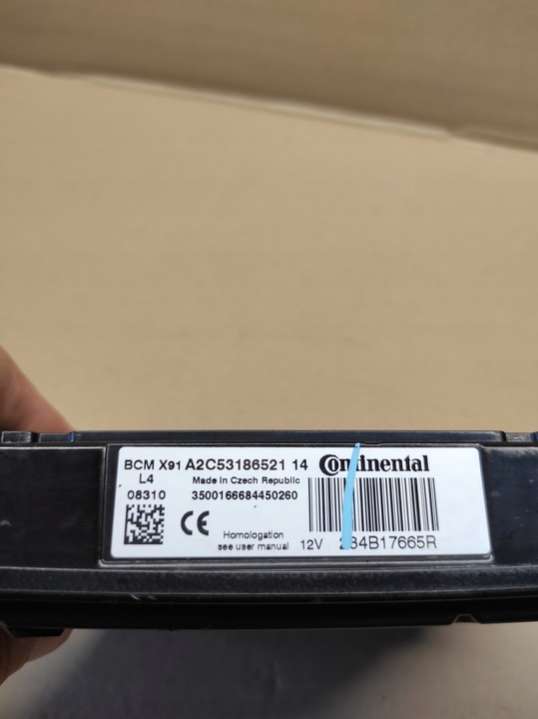 BCM X91 A2C53186521 14 Continental
L4 Made in Czech Republic
08310 3500166684450260
CE
Homologation
see user manual 12V 284B17665R